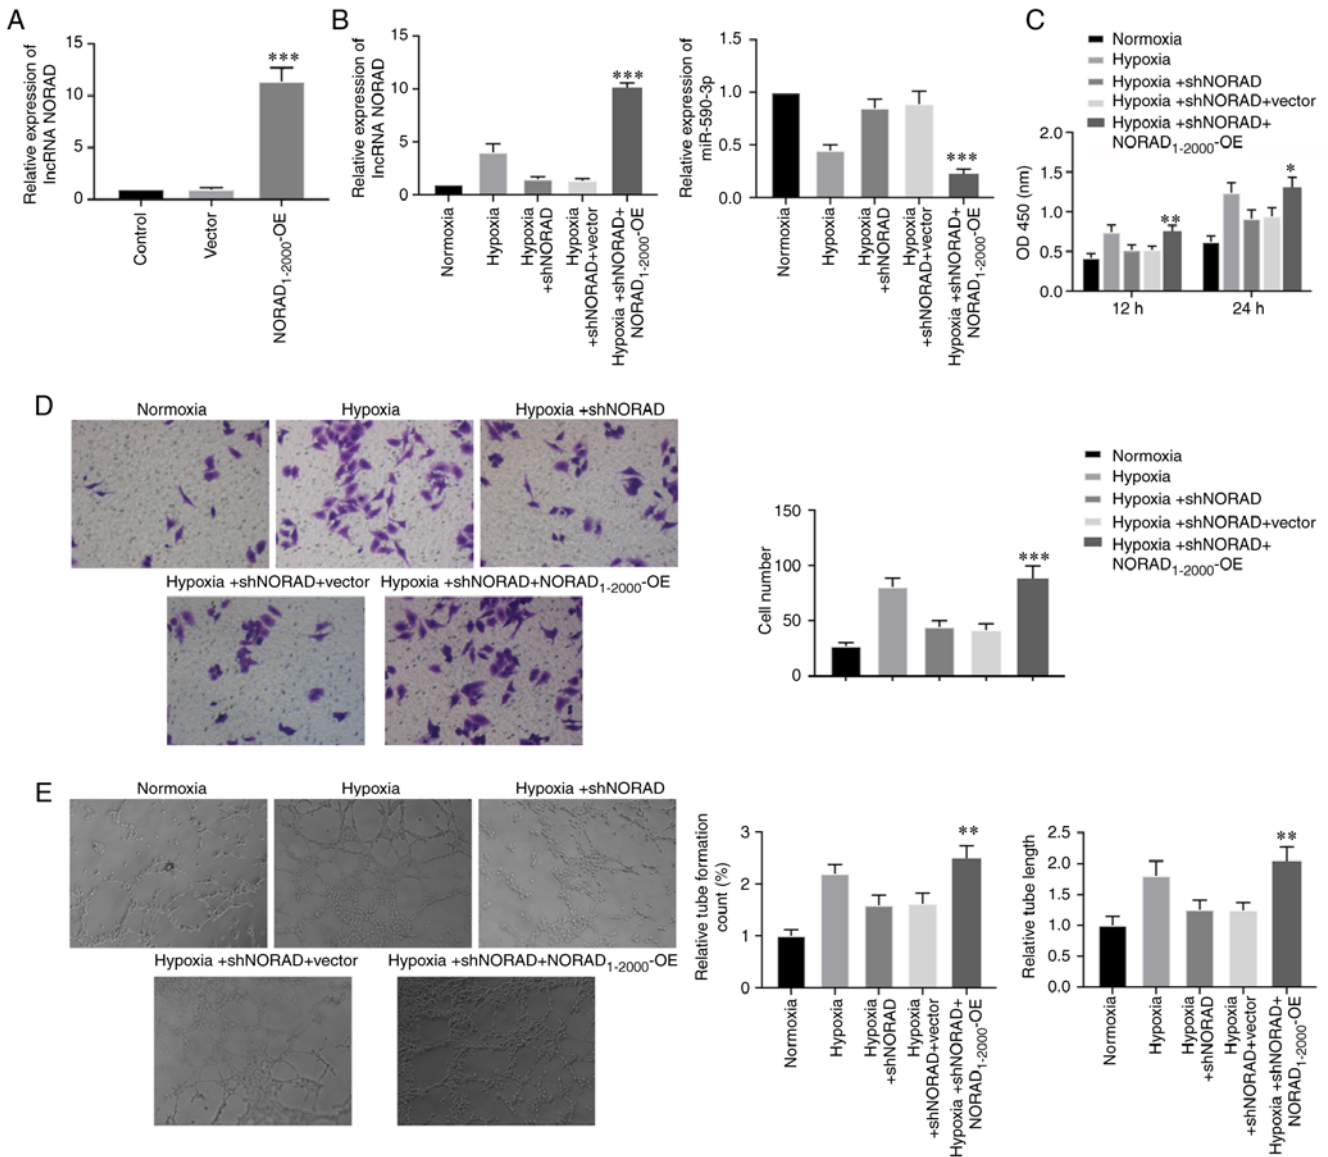 A
Relative expression of
lncRNA NORAD
15
10
5
0
***
Control
Vector
NORAD1-2000-OE
B
Relative expression of
lncRNA NORAD
15
10
5
0
***
Normoxia
Hypoxia
Hypoxia
+shNORAD
Hypoxia
+shNORAD+vector
Hypoxia +shNORAD+
NORAD1-2000-OE
Relative expression of
miR-590-3p
1.5
1.0
0.5
0.0
***
Normoxia
Hypoxia
Hypoxia
+shNORAD
Hypoxia
+shNORAD+vector
Hypoxia +shNORAD+
NORAD1-2000-OE
C
Normoxia
Hypoxia
Hypoxia +shNORAD
Hypoxia +shNORAD+vector
Hypoxia +shNORAD+
NORAD1-2000-OE
OD 450 (nm)
2.0
1.5
1.0
0.5
0.0
**
*
12 h
24 h
D
Normoxia
Hypoxia
Hypoxia +shNORAD
Hypoxia +shNORAD+vector
Hypoxia +shNORAD+NORAD1-2000-OE
Cell number
150
100
50
0
***
Normoxia
Hypoxia
Hypoxia +shNORAD
Hypoxia +shNORAD+vector
Hypoxia +shNORAD+
NORAD1-2000-OE
E
Normoxia
Hypoxia
Hypoxia +shNORAD
Hypoxia +shNORAD+vector
Hypoxia +shNORAD+NORAD1-2000-OE
Relative tube formation
count (%)
3
2
1
0
**
Normoxia
Hypoxia
Hypoxia
+shNORAD
Hypoxia
+shNORAD+vector
Hypoxia +shNORAD+
NORAD1-2000-OE
Relative tube length
2.5
2.0
1.5
1.0
0.5
0.0
**
Normoxia
Hypoxia
Hypoxia
+shNORAD
Hypoxia
+shNORAD+vector
Hypoxia +shNORAD+
NORAD1-2000-OE